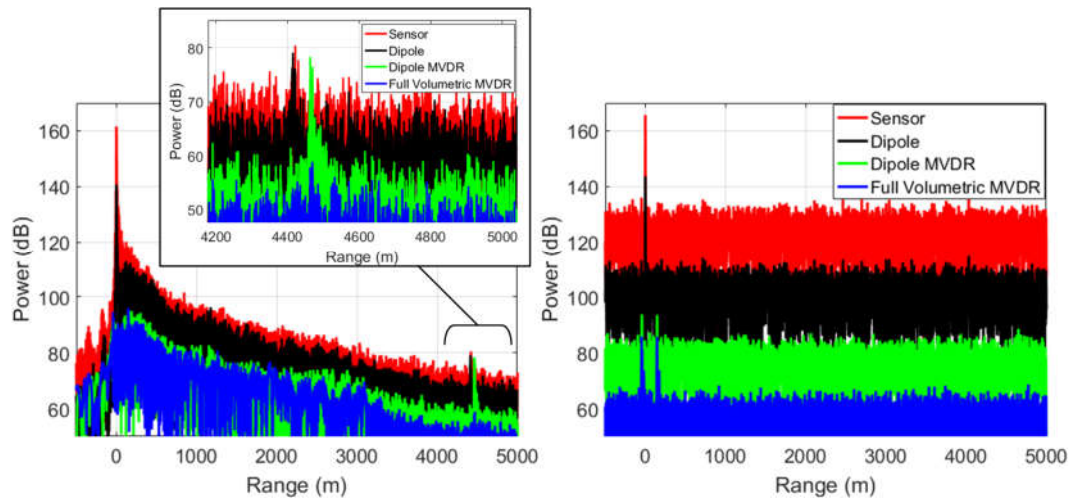 Sensor
Dipole
Dipole MVDR
Full Volumetric MVDR
80
70
60
50
Power (dB)
4200 4400 4600 4800 5000
Range (m)
160
140
120
100
80
60
Power (dB)
0 1000 2000 3000 4000 5000
Range (m)
Sensor
Dipole
Dipole MVDR
Full Volumetric MVDR
160
140
120
100
80
60
Power (dB)
0 1000 2000 3000 4000 5000
Range (m)